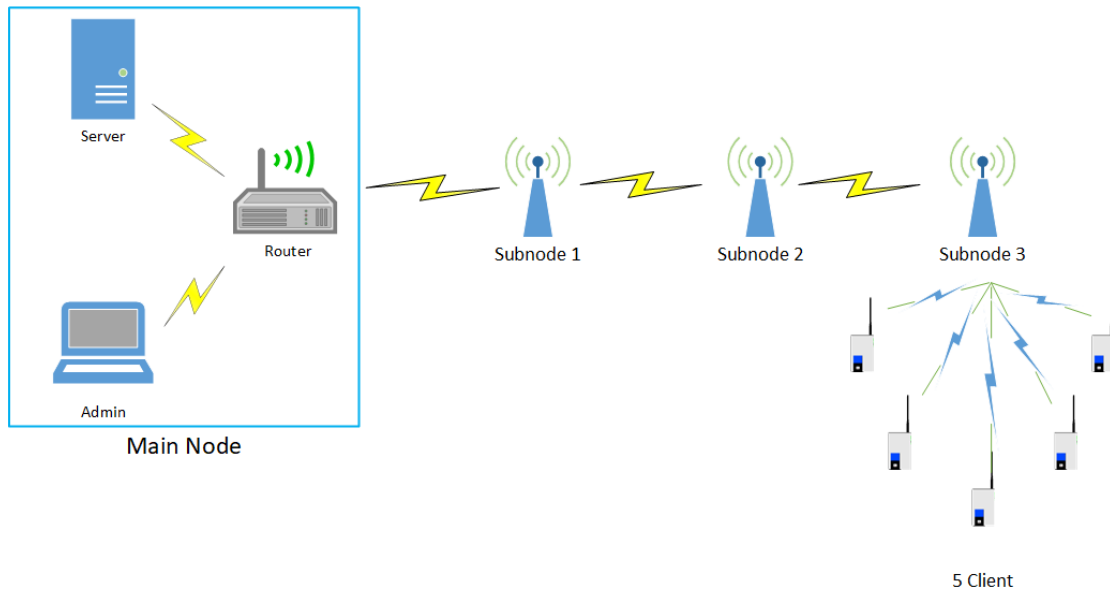 Server
Router
Admin
Main Node
Subnode 1
Subnode 2
Subnode 3
5 Client